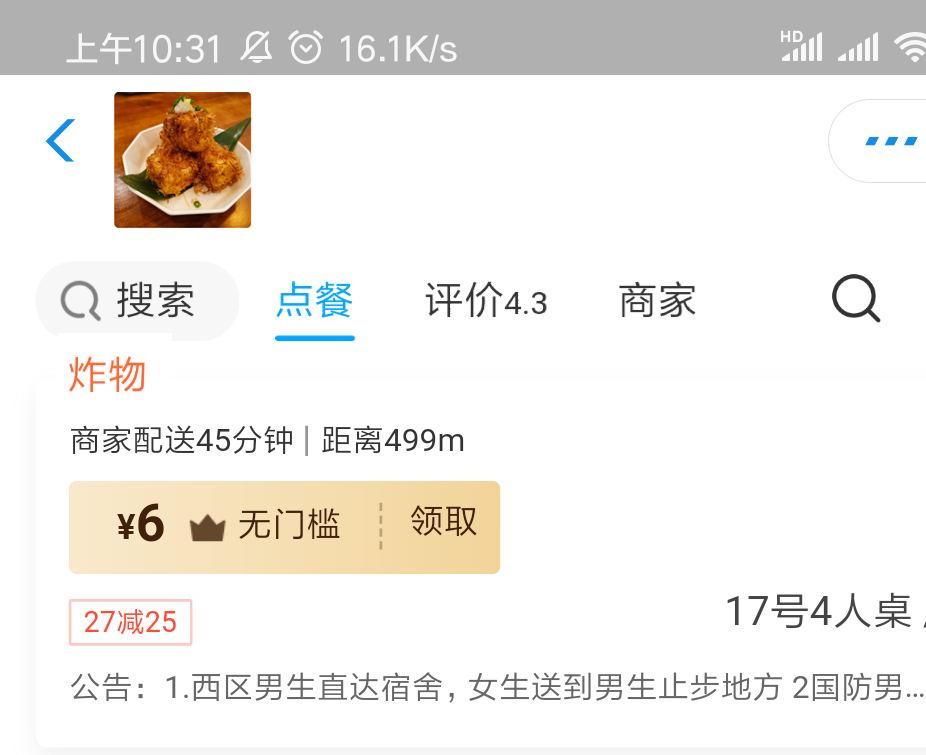 上午10:31 16.1K/s HD
搜索 点餐 评价4.3 商家
炸物
商家配送45分钟 | 距离499m
¥6 无门槛 领取
27减25
17号4人桌
公告：1.西区男生直达宿舍，女生送到男生止步地方 2国防男...